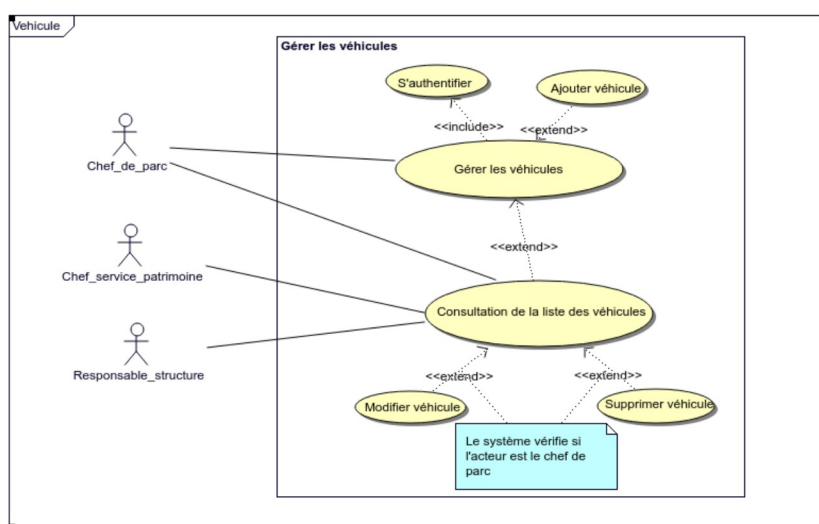 Vehicule
Gérer les véhicules
S'authentifier
Ajouter véhicule
<<include>>
<<extend>>
Chef_de_parc
Gérer les véhicules
<<extend>>
Chef_service_patrimoine
Consultation de la liste des véhicules
Responsable_structure
<<extend>>
<<extend>>
Modifier véhicule
Supprimer véhicule
Le système vérifie si
l'acteur est le chef de
parc